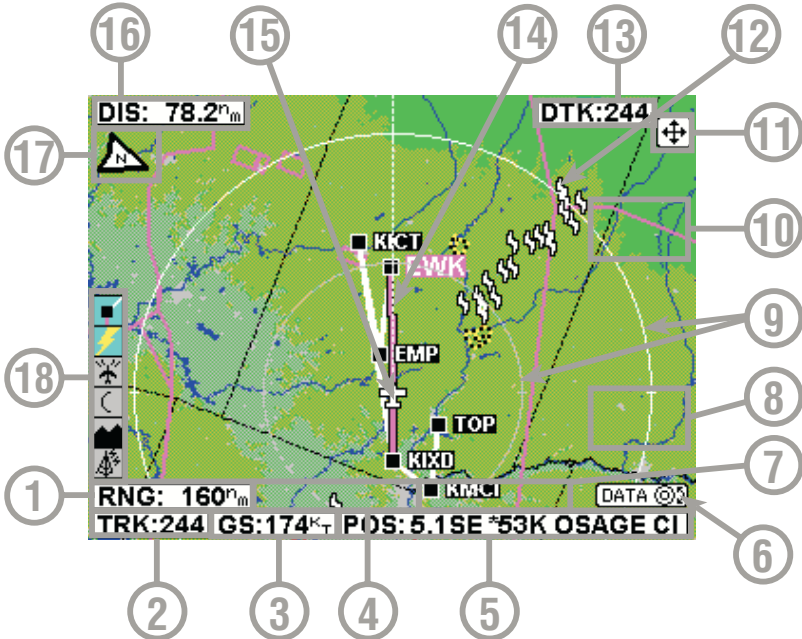 16
15
14
13
12
DIS: 78.2nm
DTK:244
17
N
11
10
KICT
EWK
9
EMP
18
8
TOP
KIXD
7
1
RNG: 160nm
KMCI
DATA
TRK:244
GS:174KT
POS: 5.1SE *53K OSAGE CI
6
2
3
4
5